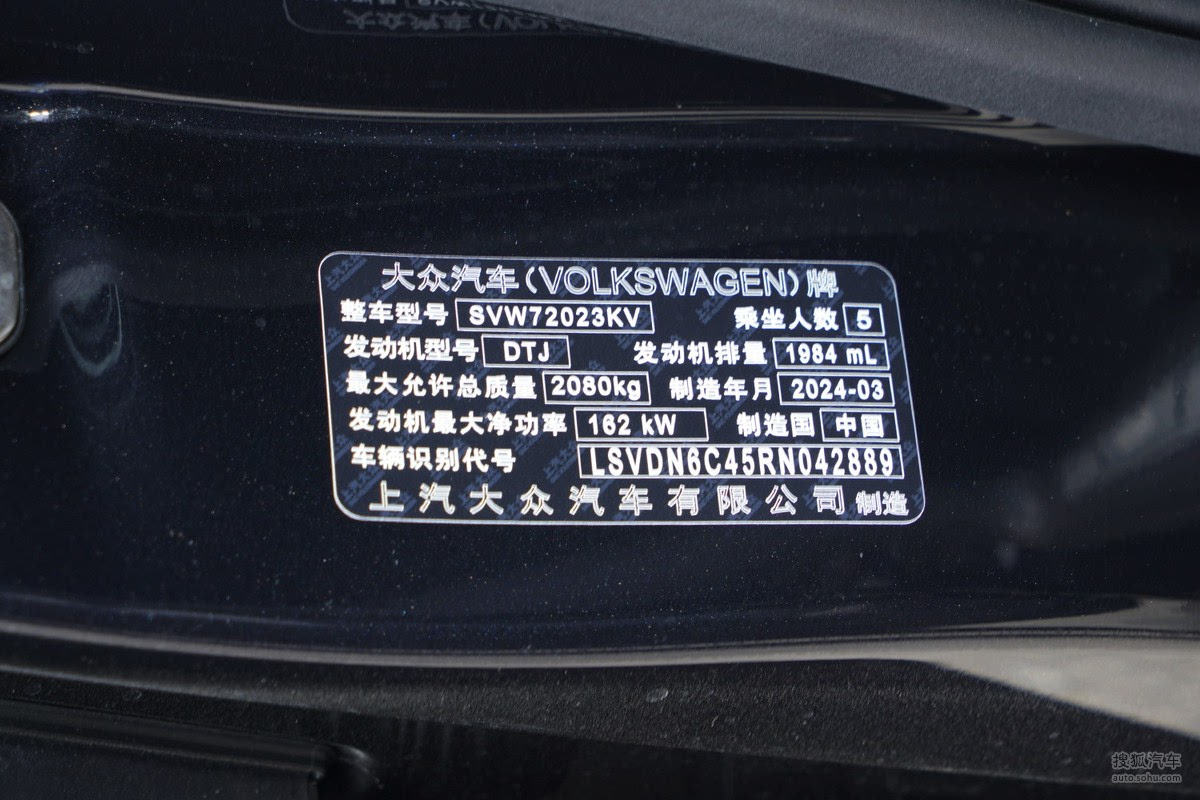 大众汽车(VOLKSWAGEN)牌
整车型号 SVW72023KV 乘坐人数 5
发动机型号 DTJ 发动机排量 1984 mL
最大允许总质量 2080kg 制造年月 2024-03
发动机最大净功率 162 kW 制造国 中国
车辆识别代号 LSVDN6C45RN042889
上汽大众汽车有限公司 制造
搜狐汽车
auto.sohu.com